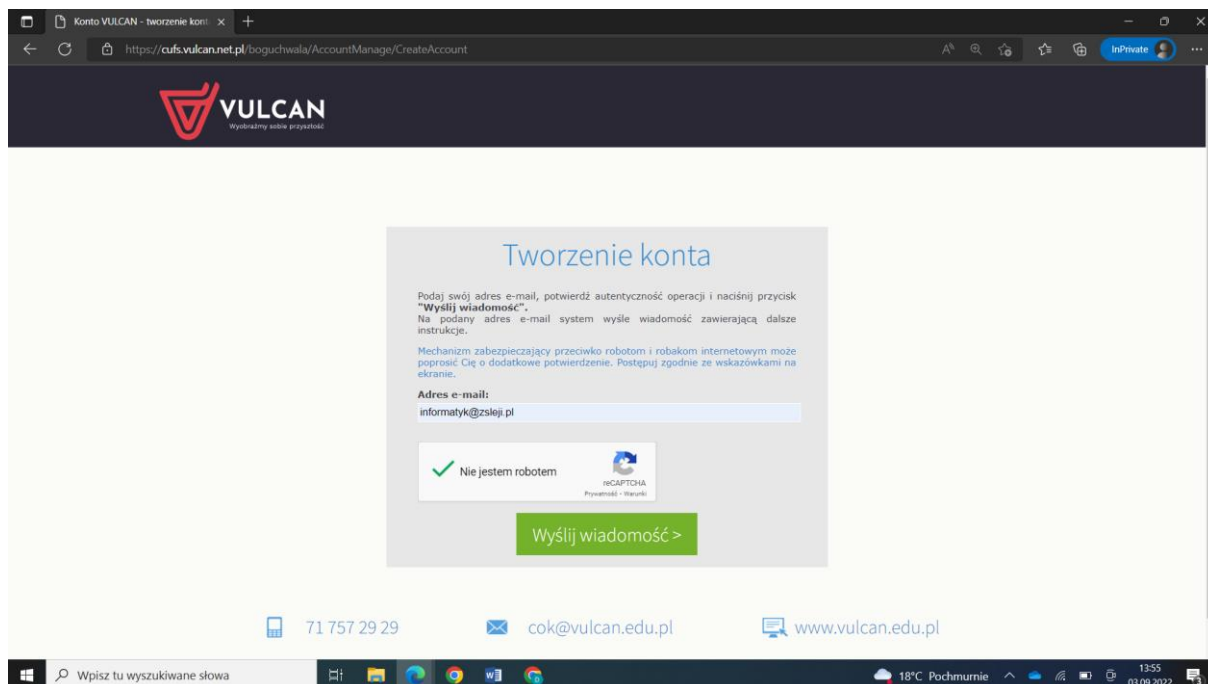 Konto VULCAN - tworzenie kont
https://cufs.vulcan.net.pl/boguchwala/AccountManage/CreateAccount
InPrivate
VULCAN
Wyobraźmy sobie przyszłość
Tworzenie konta
Podaj swój adres e-mail, potwierdź autentyczność operacji i naciśnij przycisk
"Wyślij wiadomość".
Na podany adres e-mail system wyśle wiadomość zawierającą dalsze
instrukcje.
Mechanizm zabezpieczający przeciwko robotom i robakom internetowym może
poprosić Cię o dodatkowe potwierdzenie. Postępuj zgodnie ze wskazówkami na
ekranie.
Adres e-mail:
informatyk@zsleji.pl
Nie jestem robotem
reCAPTCHA
Prywatność - Warunki
Wyślij wiadomość >
71 757 29 29 cok@vulcan.edu.pl www.vulcan.edu.pl
Wpisz tu wyszukiwane słowa
18°C Pochmurnie
13:55
03.09.2022